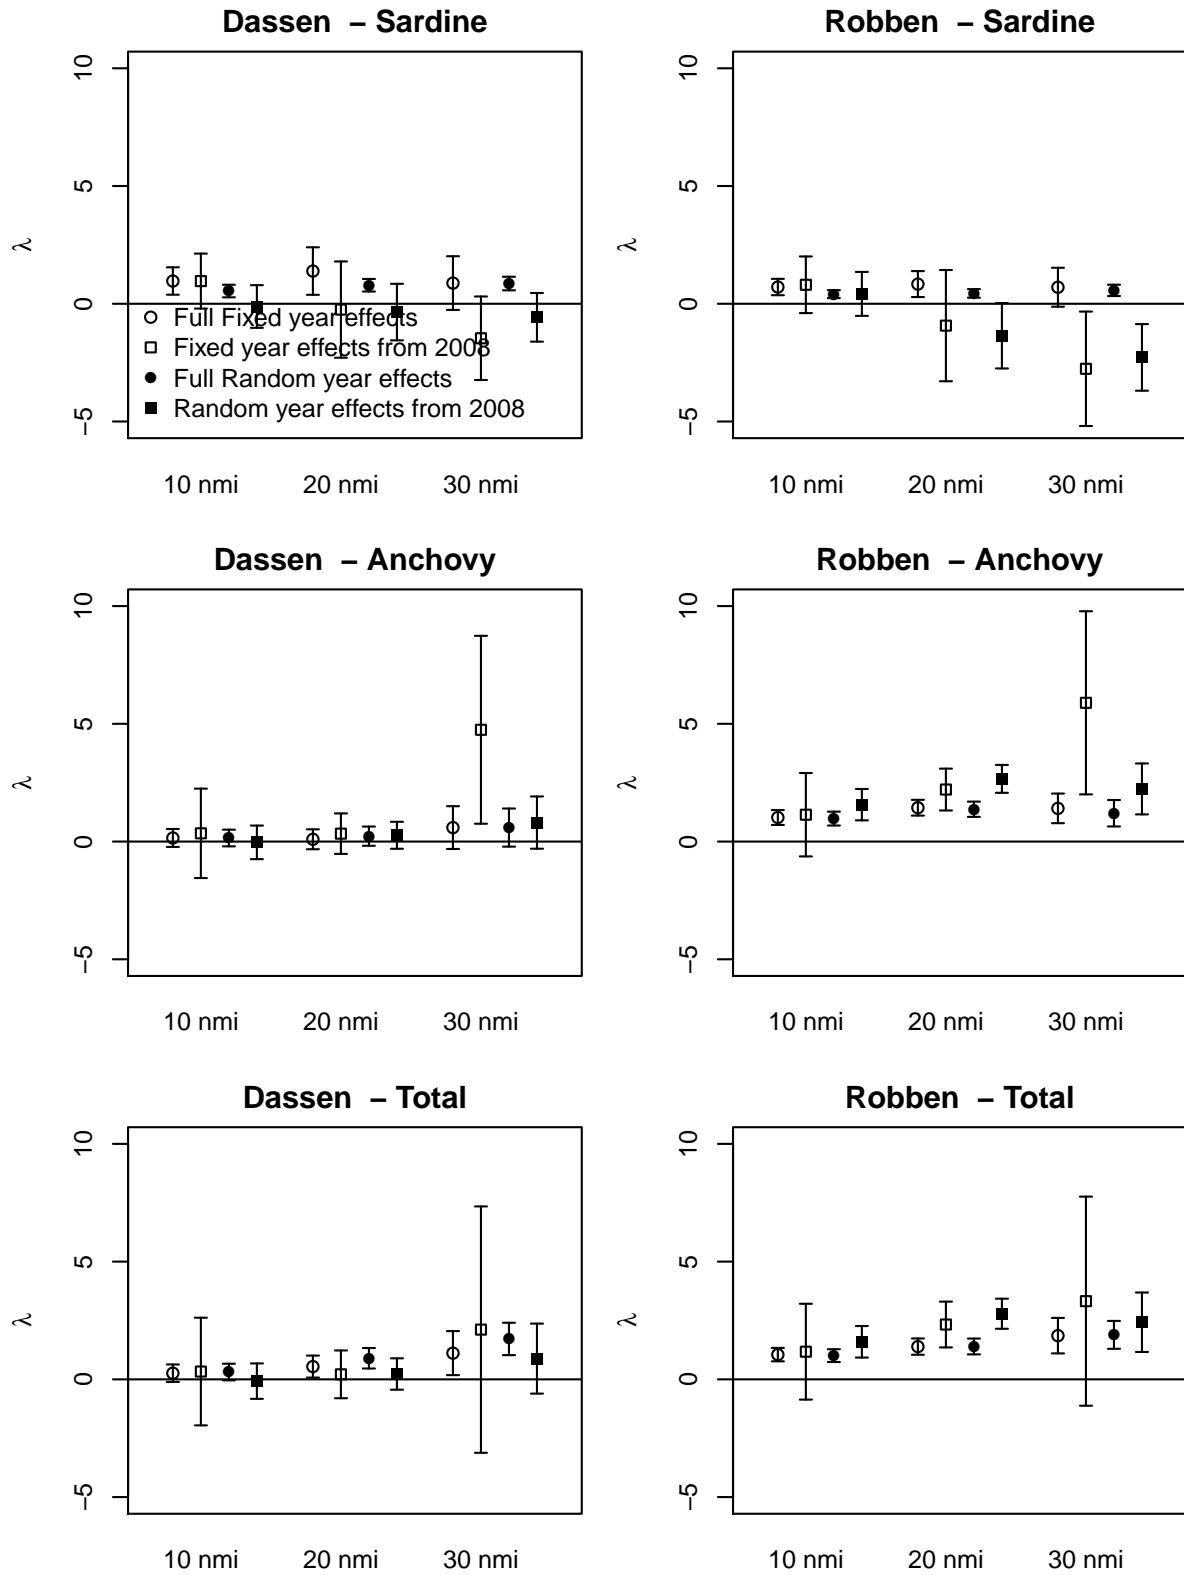 Dassen – Sardine
Robben – Sardine
10
5
0
−5
λ
Full Fixed year effects
Fixed year effects from 2008
Full Random year effects
Random year effects from 2008
10 nmi 20 nmi 30 nmi
10
5
0
−5
λ
10 nmi 20 nmi 30 nmi
Dassen – Anchovy
Robben – Anchovy
10
5
0
−5
λ
10 nmi 20 nmi 30 nmi
10
5
0
−5
λ
10 nmi 20 nmi 30 nmi
Dassen – Total
Robben – Total
10
5
0
−5
λ
10 nmi 20 nmi 30 nmi
10
5
0
−5
λ
10 nmi 20 nmi 30 nmi